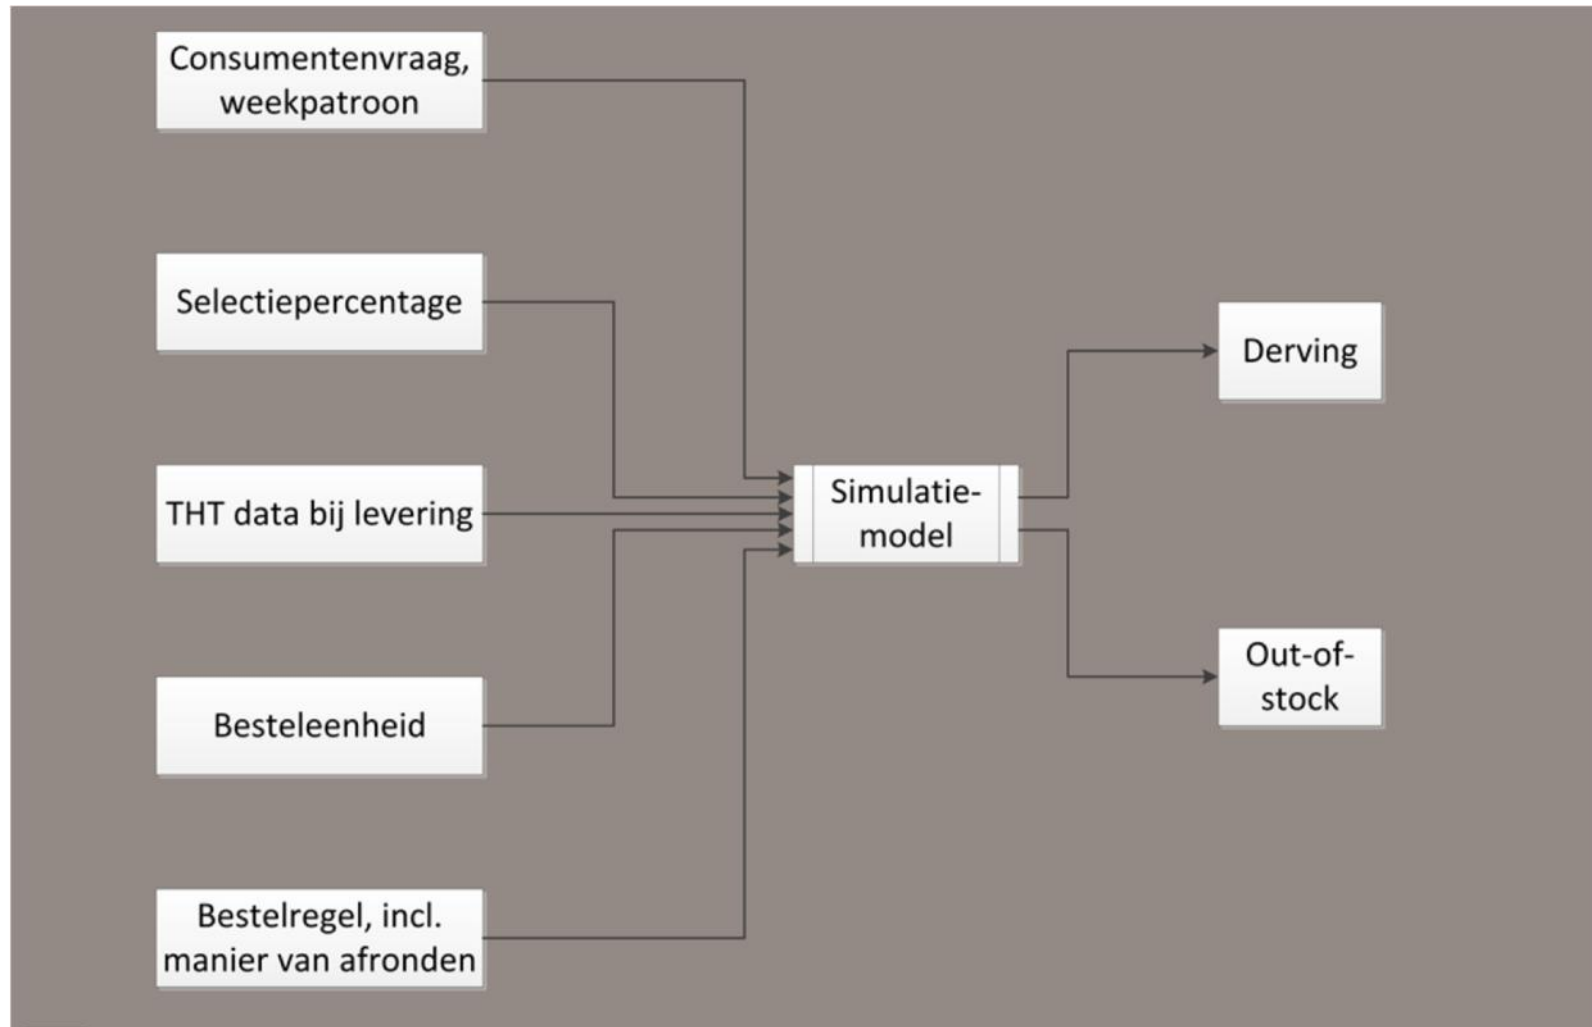 Consumentenvraag,
weekpatroon
Selectiepercentage
THT data bij levering
Besteleenheid
Bestelregel, incl.
manier van afronden
Simulatie-
model
Derving
Out-of-
stock